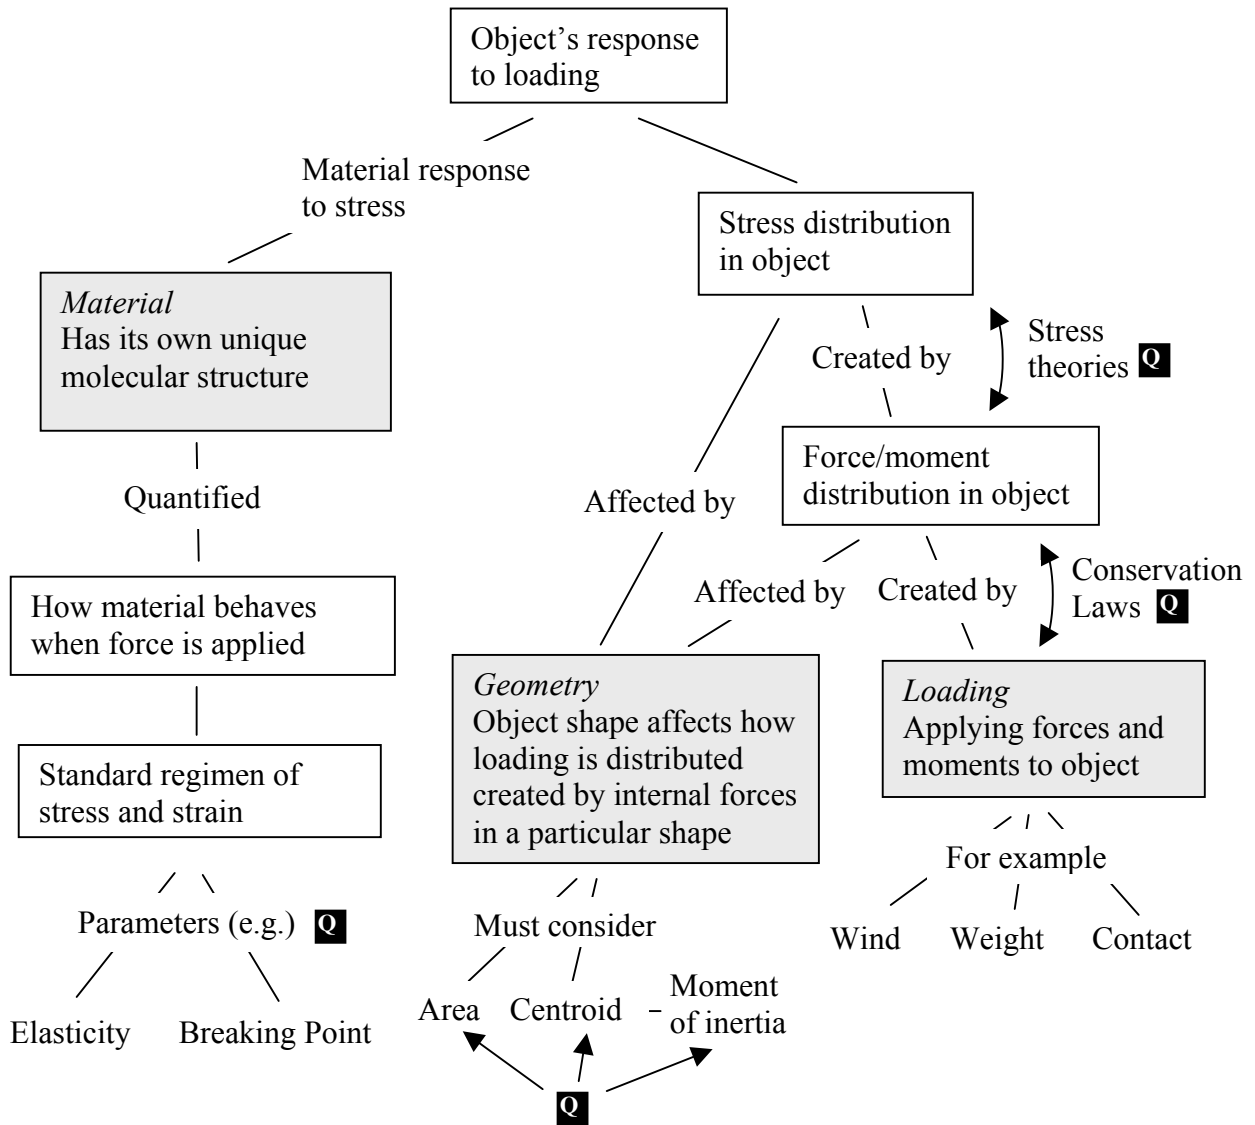 Object's response
to loading
Material response
to stress
Stress distribution
in object
Material
Has its own unique
molecular structure
Created by
Stress
theories Q
Quantified
Affected by
Force/moment
distribution in object
How material behaves
when force is applied
Affected by
Created by
Conservation
Laws Q
Geometry
Object shape affects how
loading is distributed
created by internal forces
in a particular shape
Loading
Applying forces and
moments to object
Standard regimen of
stress and strain
For example
Parameters (e.g.) Q
Must consider
Wind
Weight
Contact
Elasticity
Breaking Point
Area
Centroid
Moment
of inertia
Q